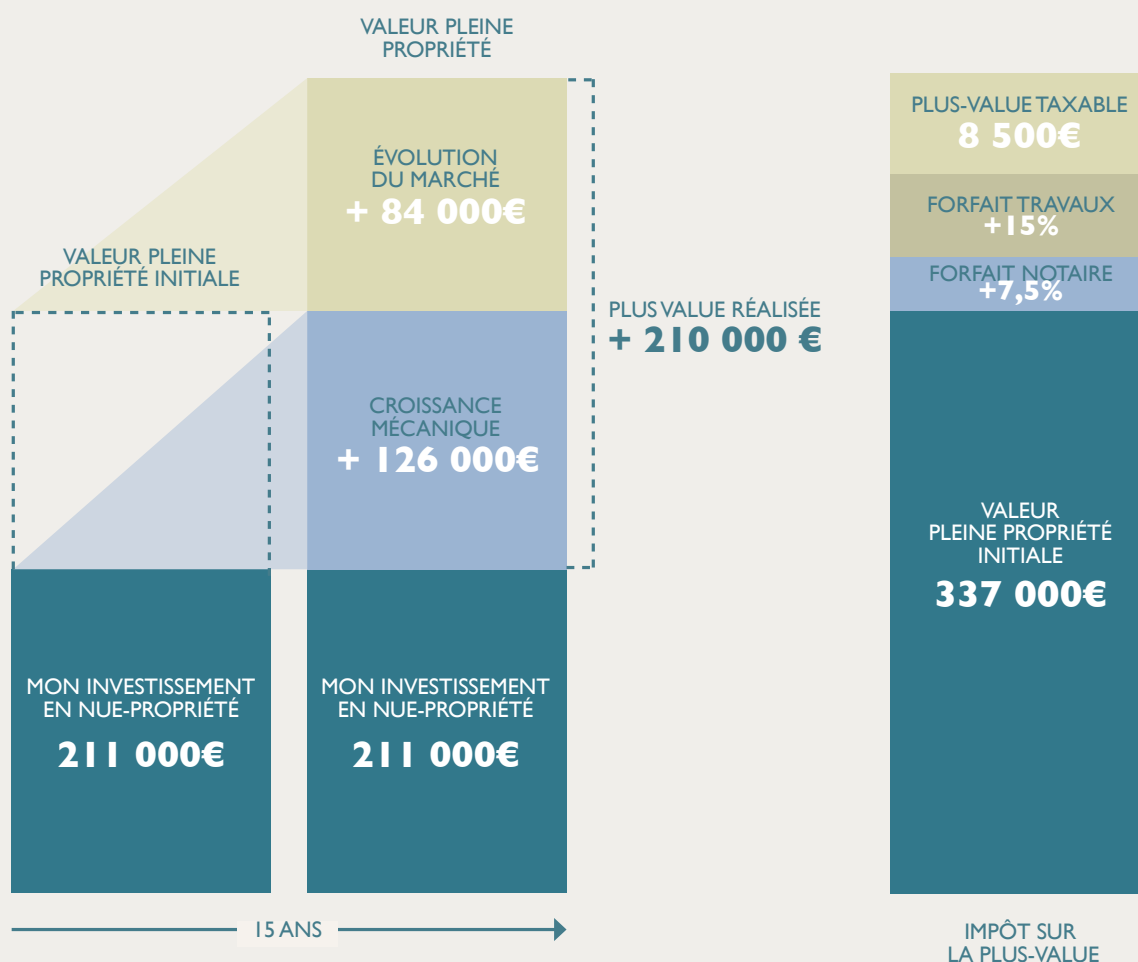 VALEUR PLEINE
PROPRIÉTÉ
ÉVOLUTION
DU MARCHÉ
+ 84 000€
VALEUR PLEINE
PROPRIÉTÉ INITIALE
CROISSANCE
MÉCANIQUE
+ 126 000€
PLUS VALUE RÉALISÉE
+ 210 000 €
MON INVESTISSEMENT
EN NUE-PROPRIÉTÉ
211 000€
MON INVESTISSEMENT
EN NUE-PROPRIÉTÉ
211 000€
15 ANS
PLUS-VALUE TAXABLE
8 500€
FORFAIT TRAVAUX
+15%
FORFAIT NOTAIRE
+7,5%
VALEUR
PLEINE PROPRIÉTÉ
INITIALE
337 000€
IMPÔT SUR
LA PLUS-VALUE